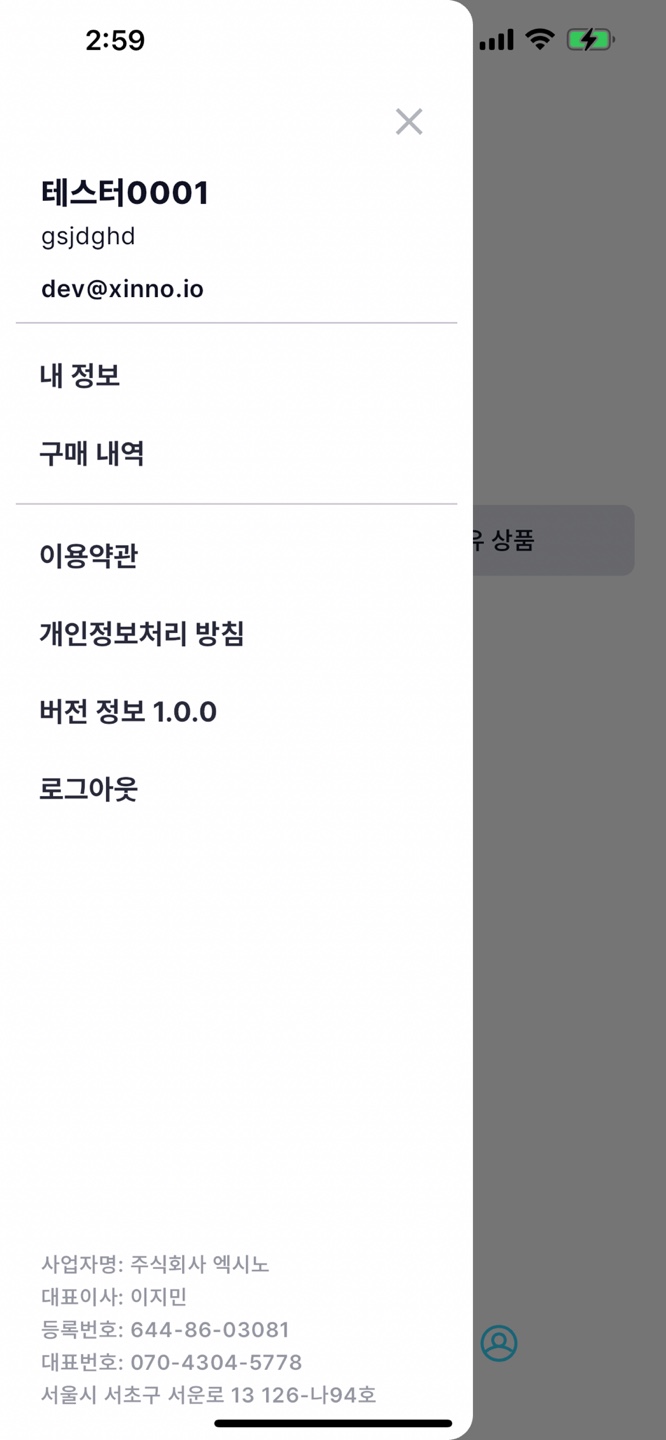 2:59
테스터0001
gsjdghd
dev@xinno.io
내 정보
구매 내역
상품
이용약관
개인정보처리 방침
버전 정보 1.0.0
로그아웃
사업자명: 주식회사 엑시노
대표이사: 이지민
등록번호: 644-86-03081
대표번호: 070-4304-5778
서울시 서초구 서운로 13 126-나94호